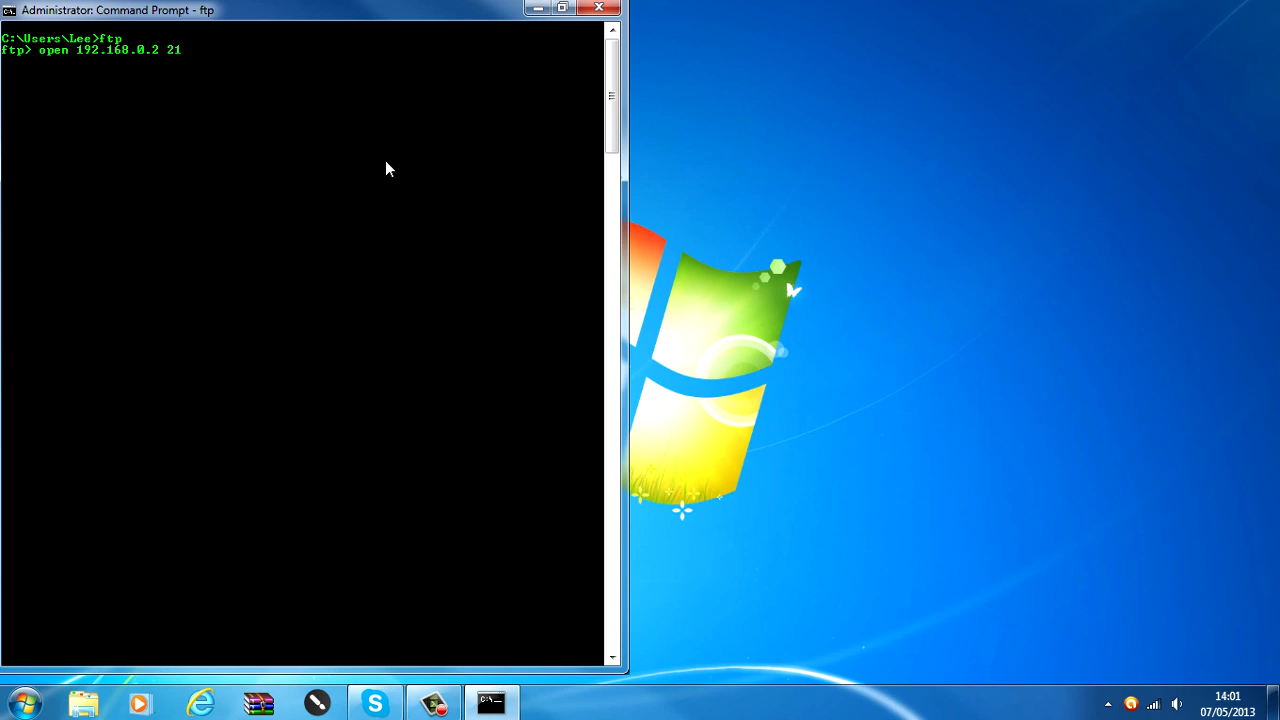 Administrator: Command Prompt - ftp
C:\Users\Lee>ftp
ftp> open 192.168.0.2 21
14:01
07/05/2013